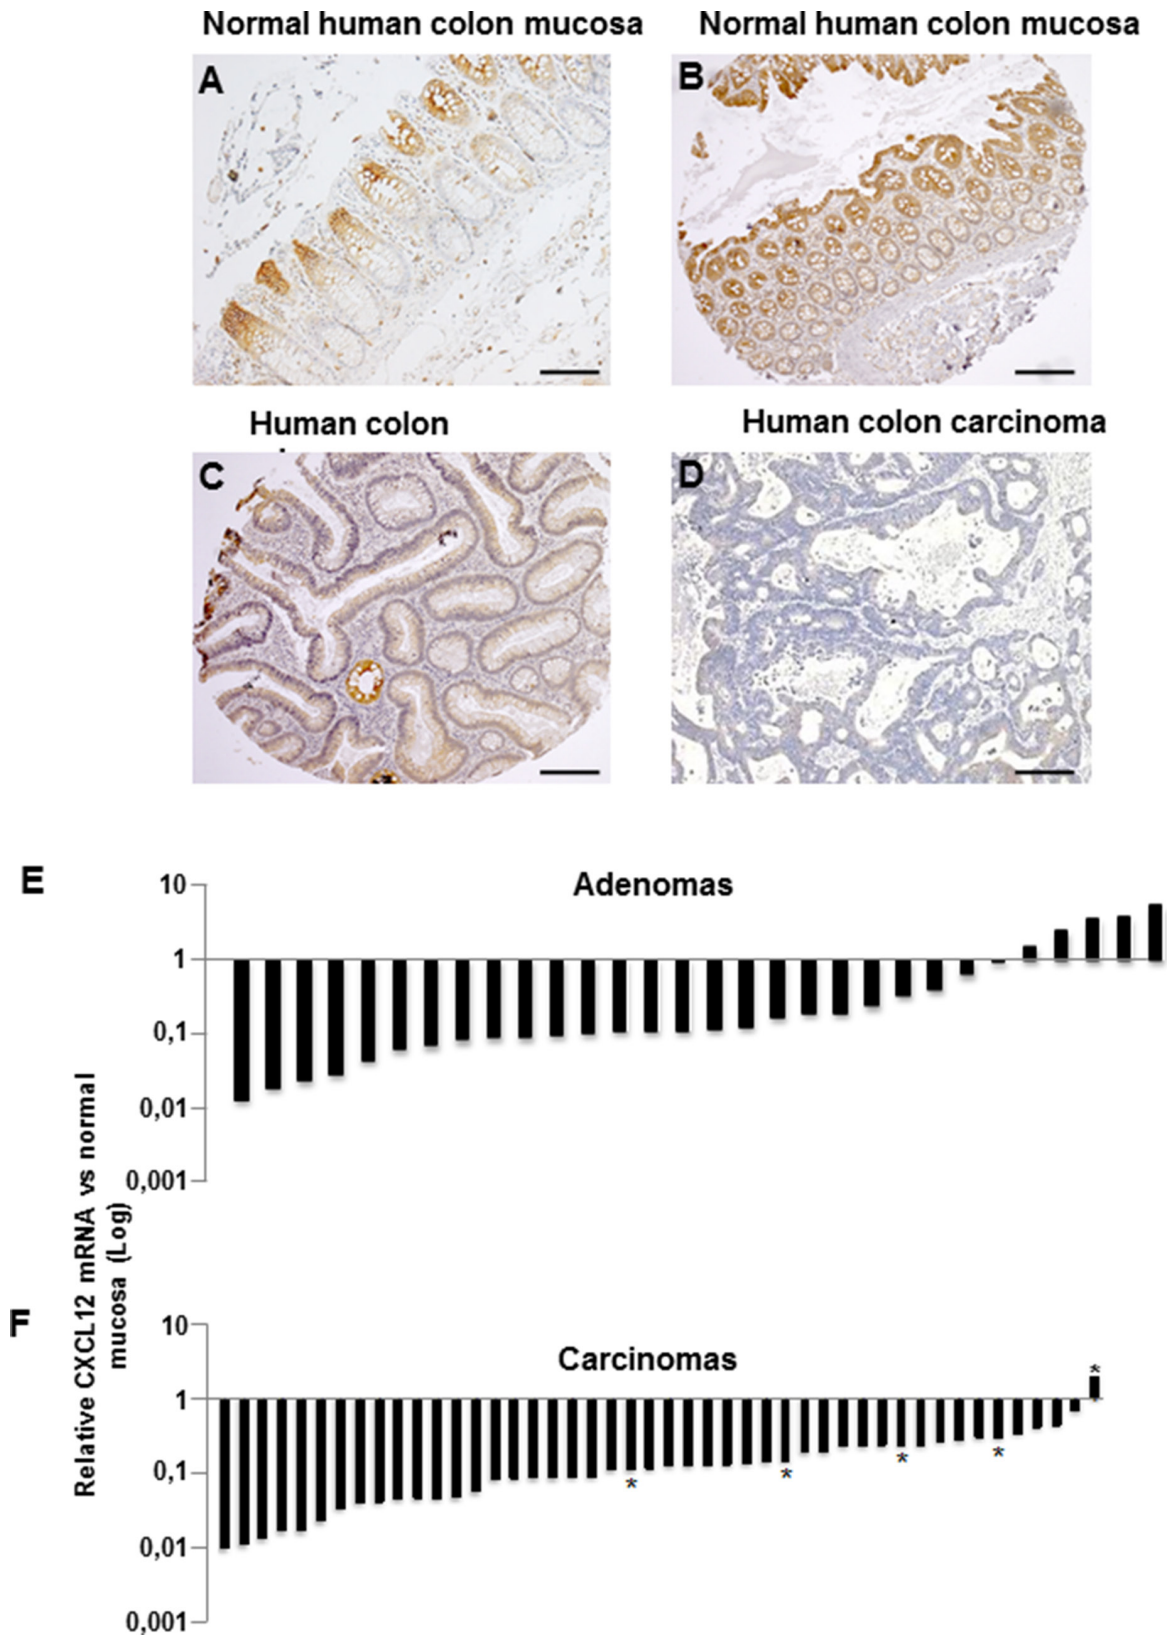 Normal human colon mucosa
Normal human colon mucosa
A
B
Human colon
Human colon carcinoma
C
D
E
Adenomas
10
1
0,1
0,01
0,001
Relative CXCL12 mRNA vs normal
mucosa (Log)
F
Carcinomas
10
1
0,1
0,01
0,001
*
*
*
*
*